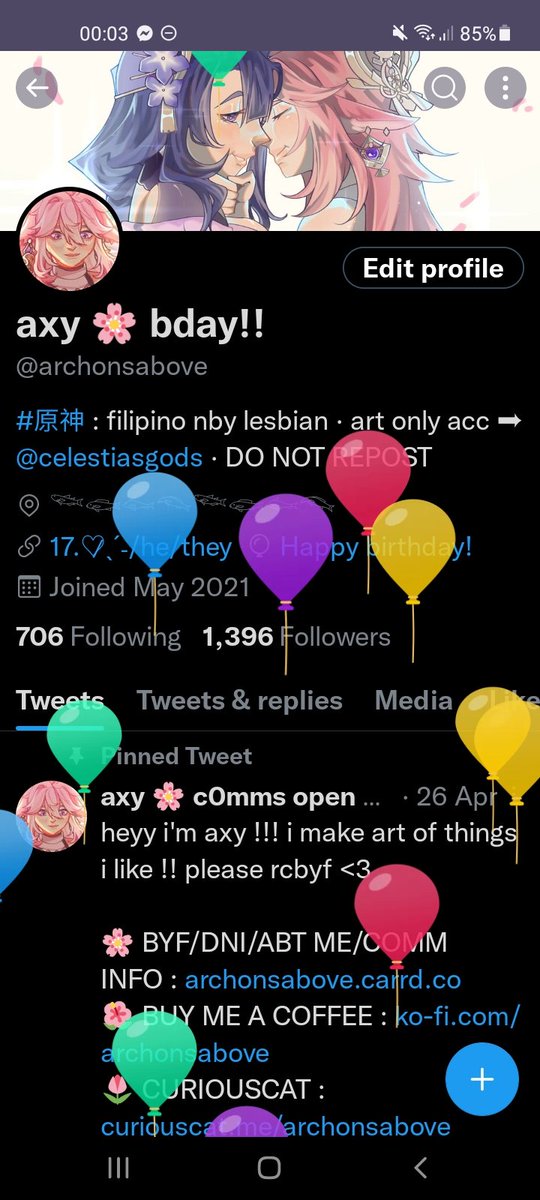 00:03
85%
Edit profile
axy 🌸 bday!!
@archonsabove
#原神 : filipino nby lesbian · art only acc ➡
@celestiasgods · DO NOT REPOST
17.♡ˎˊ˗/he/they Happy birthday!
Joined May 2021
706 Following 1,396 Followers
Tweets Tweets & replies Media Like
Pinned Tweet
axy 🌸 c0mms open ... · 26 Apr
heyy i'm axy !!! i make art of things
i like !! please rcbyf <3
🌸 BYF/DNI/ABT ME/COMM
INFO : archonsabove.carrd.co
🌺 BUY ME A COFFEE : ko-fi.com/
archonsabove
🌷 CURIOUSCAT :
curiouscat.me/archonsabove